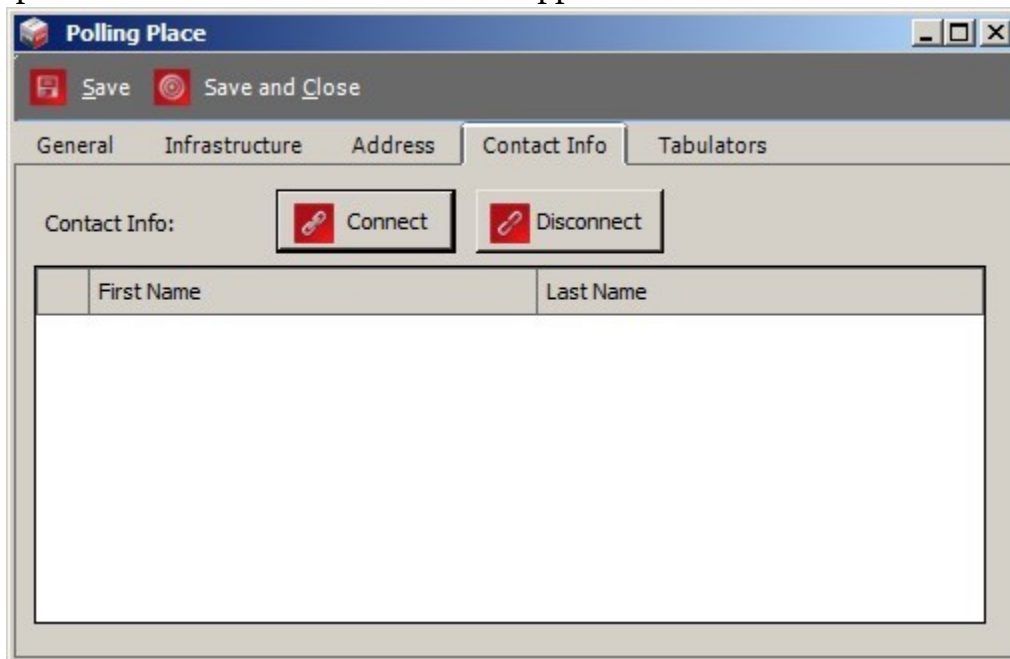 Polling Place
Save Save and Close
General Infrastructure Address Contact Info Tabulators
Contact Info: Connect Disconnect
First Name Last Name